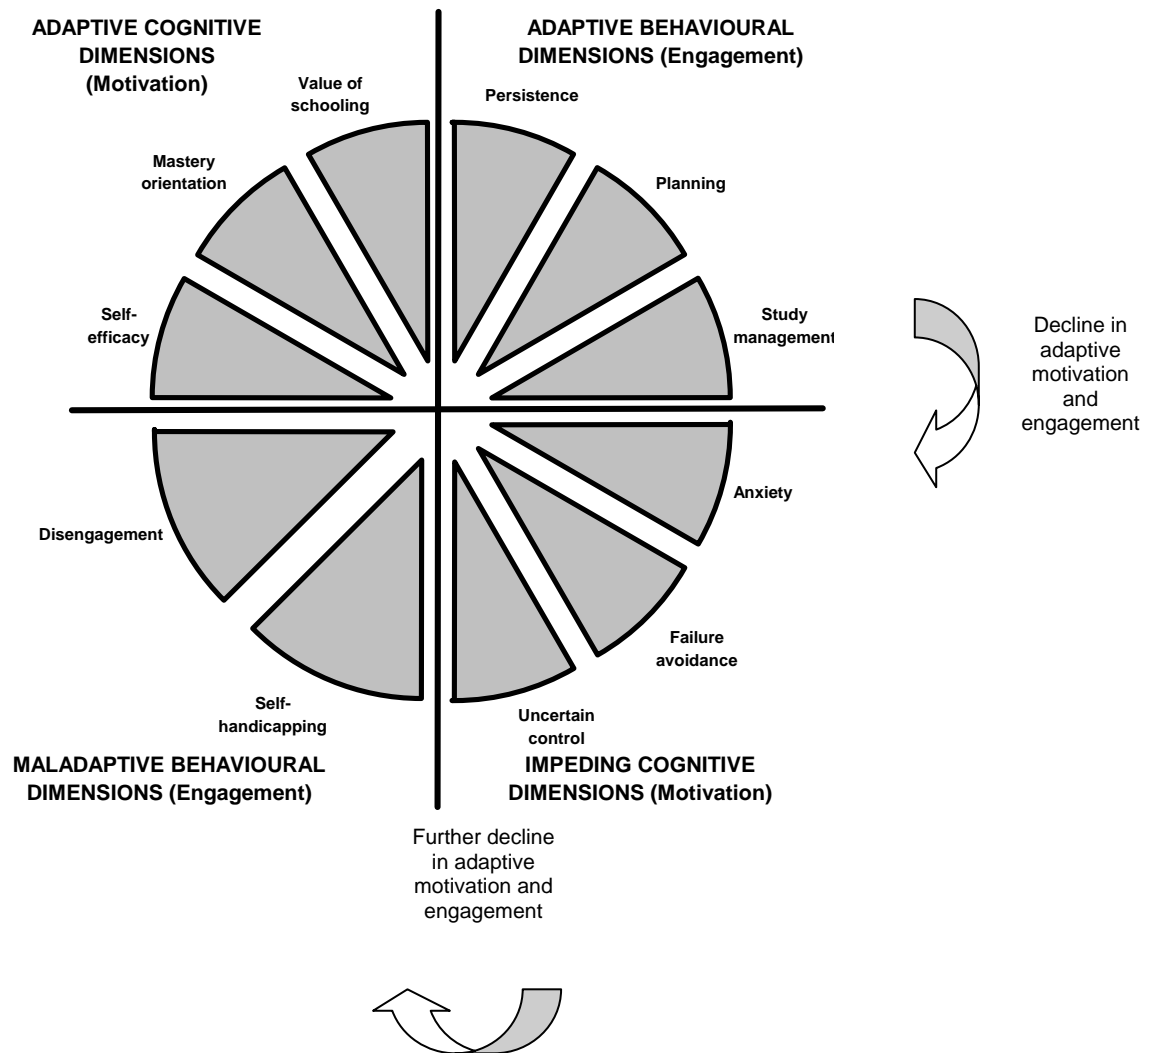 ADAPTIVE COGNITIVE
DIMENSIONS
(Motivation)
ADAPTIVE BEHAVIOURAL
DIMENSIONS (Engagement)
Value of
schooling
Persistence
Mastery
orientation
Planning
Self-
efficacy
Study
management
Decline in
adaptive
motivation
and
engagement
Disengagement
Anxiety
Failure
avoidance
Self-
handicapping
Uncertain
control
MALADAPTIVE BEHAVIOURAL
DIMENSIONS (Engagement)
IMPEDING COGNITIVE
DIMENSIONS (Motivation)
Further decline
in adaptive
motivation and
engagement